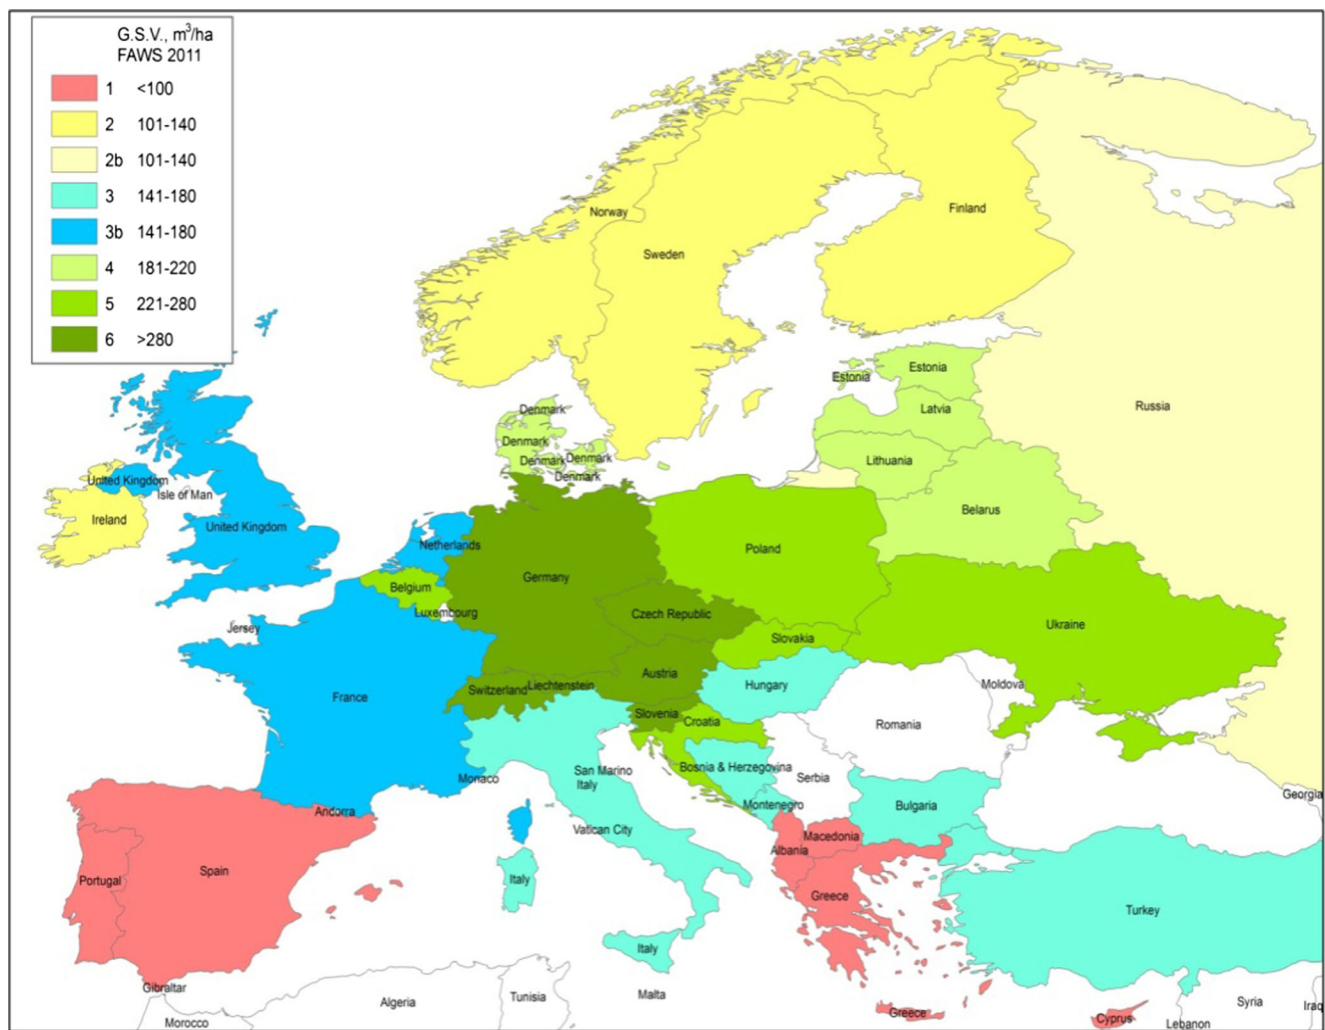 G.S.V., m³/ha
FAWS 2011
1 <100
2 101-140
2b 101-140
3 141-180
3b 141-180
4 181-220
5 221-280
6 >280
Norway
Finland
Sweden
Estonia
Estonia
Denmark
Latvia
Russia
Denmark
Denmark
Denmark
Denmark
Lithuania
United Kingdom
Isle of Man
Ireland
United Kingdom
Belarus
Netherlands
Poland
Germany
Belgium
Luxembourg
Czech Republic
Jersey
Ukraine
Slovakia
Austria
Switzerland
Liechtenstein
Hungary
Moldova
France
Slovenia
Croatia
Romania
Bosnia & Herzegovina
San Marino
Italy
Monaco
Serbia
Georgia
Andorra
Montenegro
Bulgaria
Vatican City
Macedonia
Albania
Spain
Portugal
Italy
Greece
Turkey
Italy
Gibraltar
Algeria
Tunisia
Malta
Syria
Iraq
Greece
Cyprus
Morocco
Lebanon